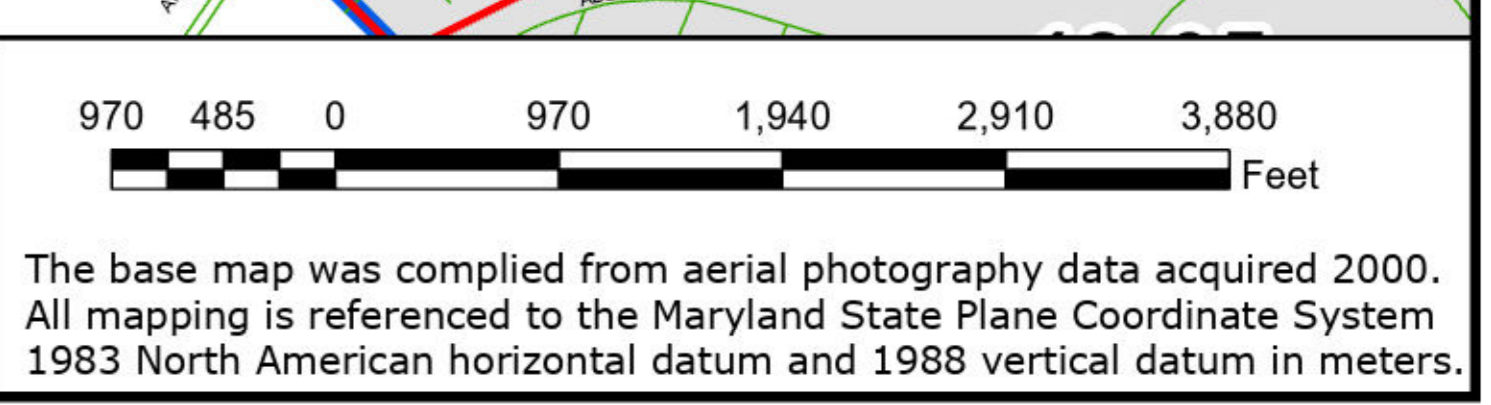 970 485 0 970 1,940 2,910 3,880
Feet
The base map was complied from aerial photography data acquired 2000.
All mapping is referenced to the Maryland State Plane Coordinate System
1983 North American horizontal datum and 1988 vertical datum in meters.